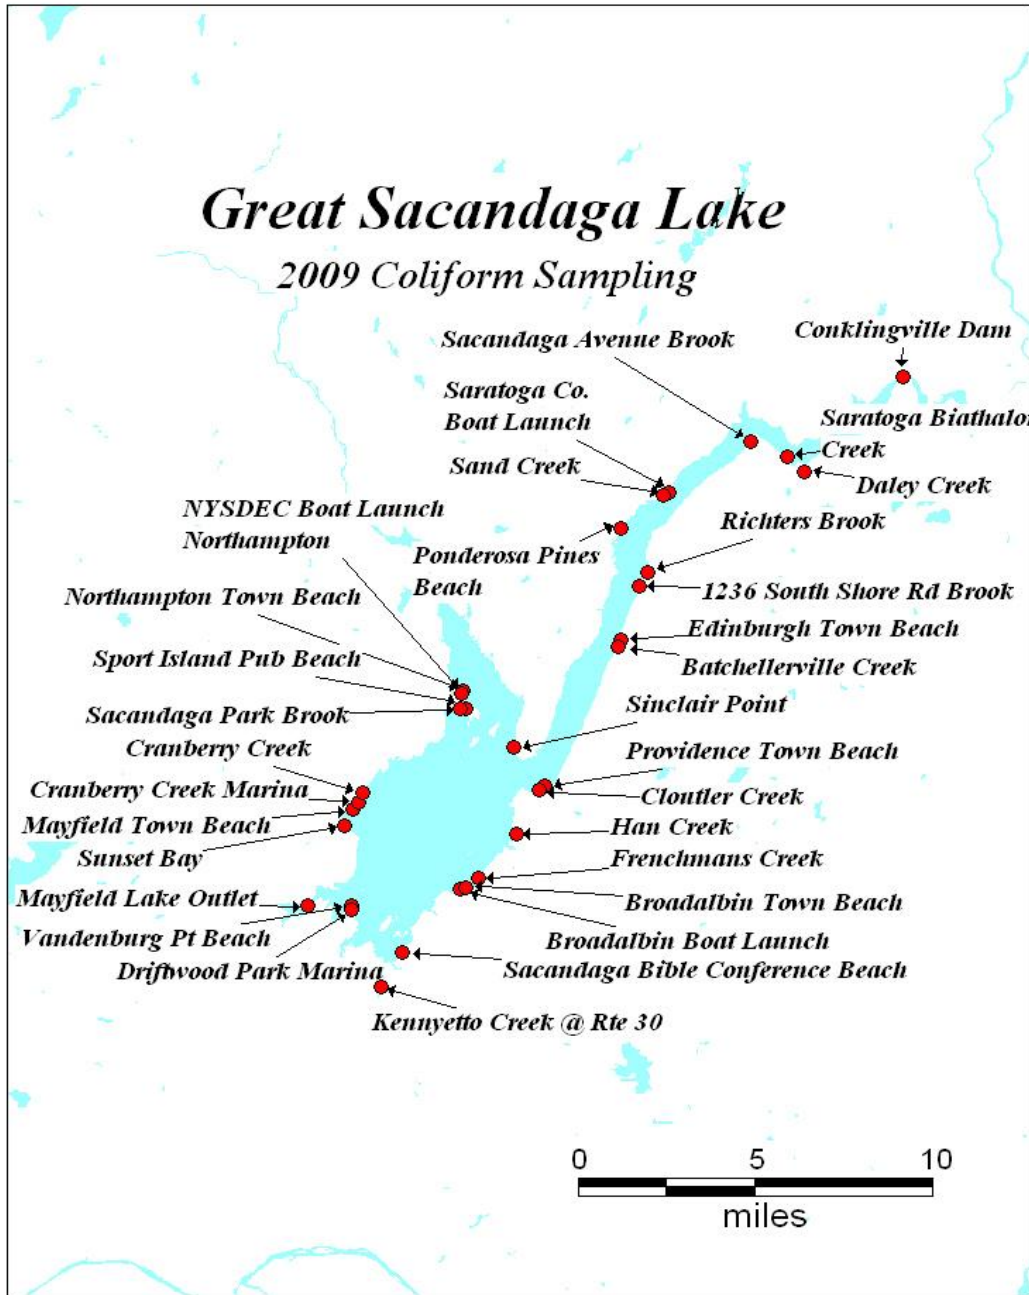 Great Sacandaga Lake
2009 Coliform Sampling
Conklingville Dam
Sacandaga Avenue Brook
Saratoga Co.
Boat Launch
Saratoga Biathalon
Creek
Sand Creek
Daley Creek
NYSDEC Boat Launch
Northampton
Richters Brook
Ponderosa Pines
Beach
1236 South Shore Rd Brook
Northampton Town Beach
Edinburgh Town Beach
Sport Island Pub Beach
Batchellerville Creek
Sacandaga Park Brook
Sinclair Point
Cranberry Creek
Providence Town Beach
Cranberry Creek Marina
Cloutler Creek
Mayfield Town Beach
Han Creek
Sunset Bay
Frenchmans Creek
Mayfield Lake Outlet
Broadalbin Town Beach
Vandenburg Pt Beach
Broadalbin Boat Launch
Driftwood Park Marina
Sacandaga Bible Conference Beach
Kennyetto Creek @ Rte 30
0 5 10
miles